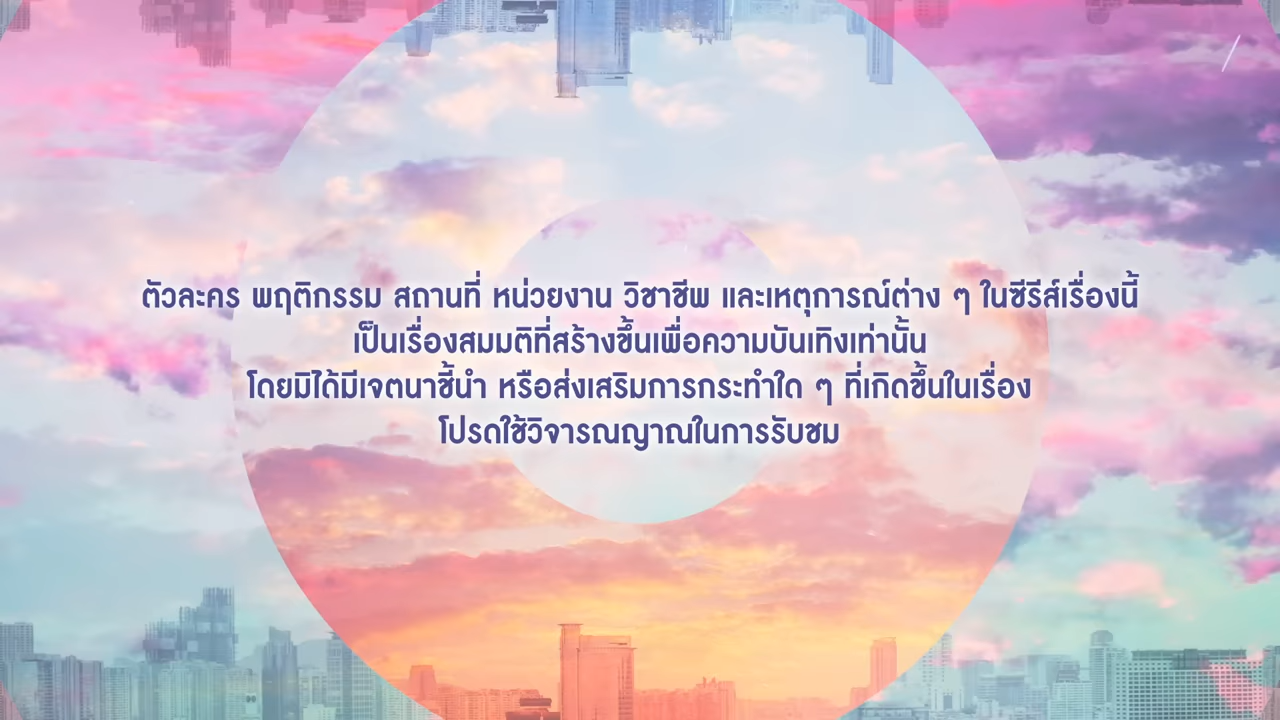 ตัวละคร พฤติกรรม สถานที่ หน่วยงาน วิชาชีพ และเหตุการณ์ต่าง ๆ ในซีรีส์เรื่องนี้
เป็นเรื่องสมมติที่สร้างขึ้นเพื่อความบันเทิงเท่านั้น
โดยมิได้มีเจตนาชี้นำ หรือส่งเสริมการกระทำใด ๆ ที่เกิดขึ้นในเรื่อง
โปรดใช้วิจารณญาณในการรับชม